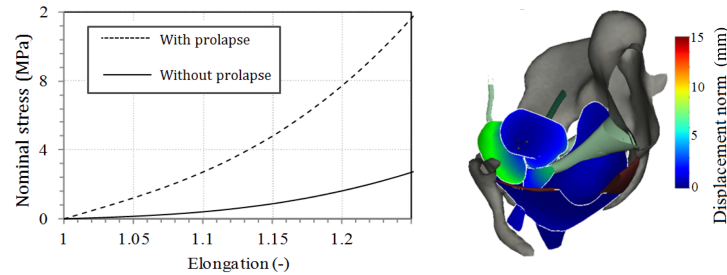 Nominal stress (MPa)
2
8
4
0
With prolapse
Without prolapse
1
1.05
1.1
1.15
1.2
Elongation (-)
15
10
5
0
Displacement norm (mm)